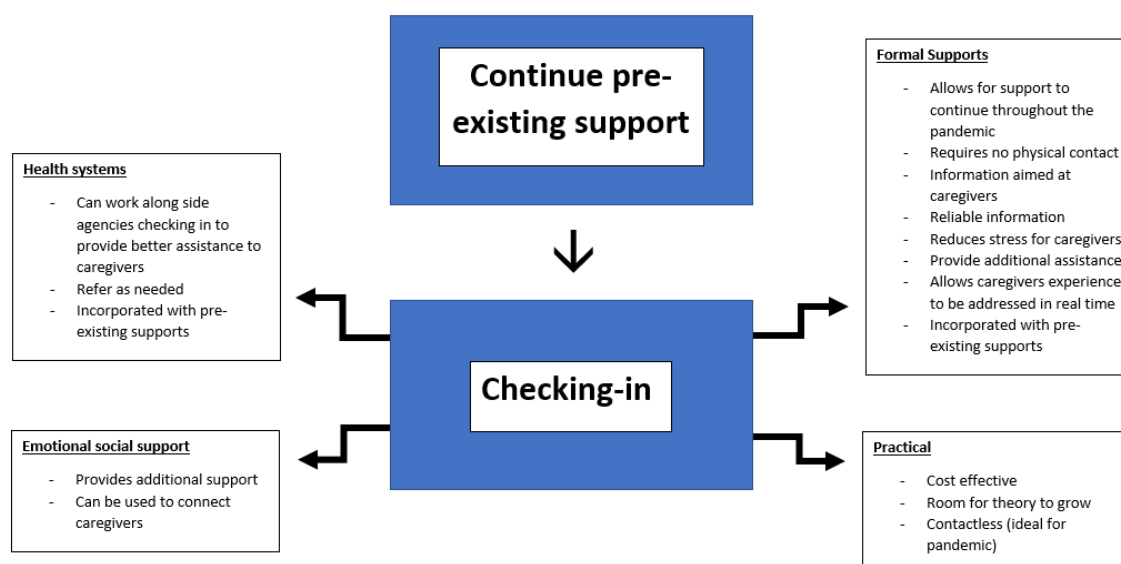 Continue pre-
existing support
Formal Supports
- Allows for support to
continue throughout the
pandemic
- Requires no physical contact
- Information aimed at
caregivers
- Reliable information
- Reduces stress for caregivers
- Provide additional assistance
- Allows caregivers experience
to be addressed in real time
- Incorporated with pre-
existing supports
Health systems
- Can work along side
agencies checking in to
provide better assistance to
caregivers
- Refer as needed
- Incorporated with pre-
existing supports
Checking-in
Emotional social support
- Provides additional support
- Can be used to connect
caregivers
Practical
- Cost effective
- Room for theory to grow
- Contactless (ideal for
pandemic)